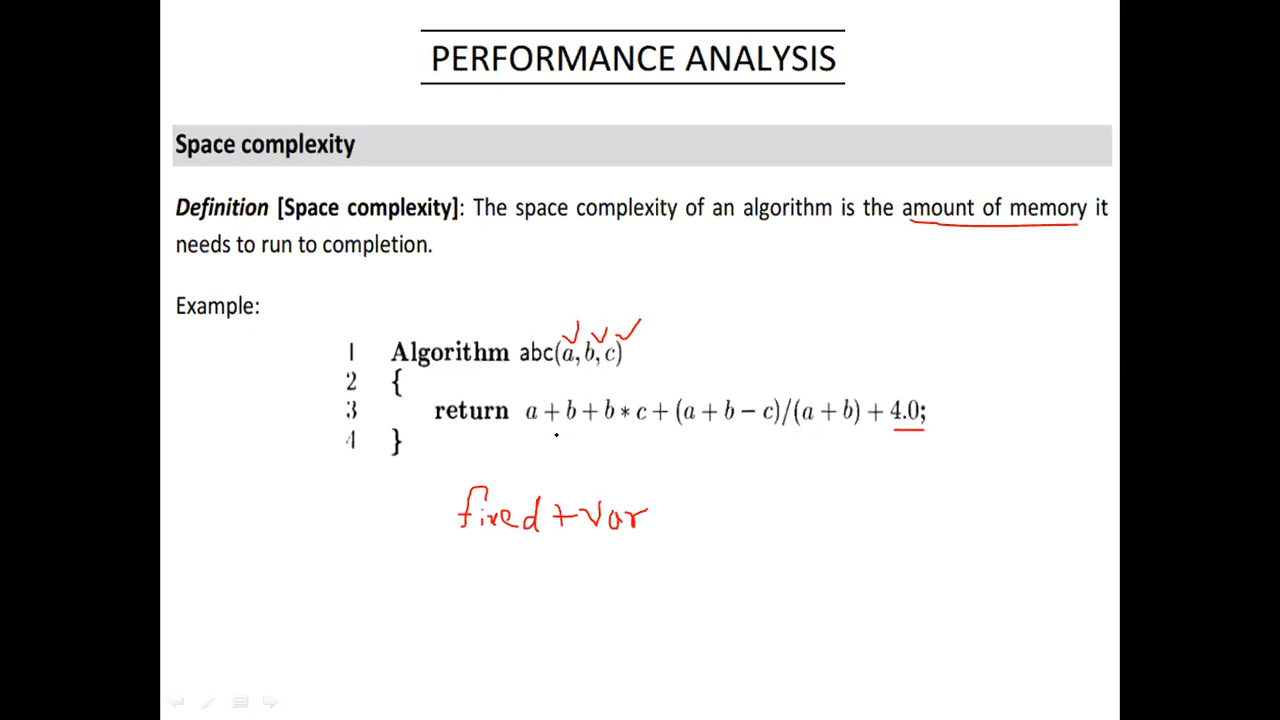 PERFORMANCE ANALYSIS
Space complexity
Definition [Space complexity]: The space complexity of an algorithm is the amount of memory it
needs to run to completion.
Example:
1 Algorithm abc(a, b, c)
2 {
3 return a + b + b * c + (a + b − c)/(a + b) + 4.0;
4 }
fixed + var